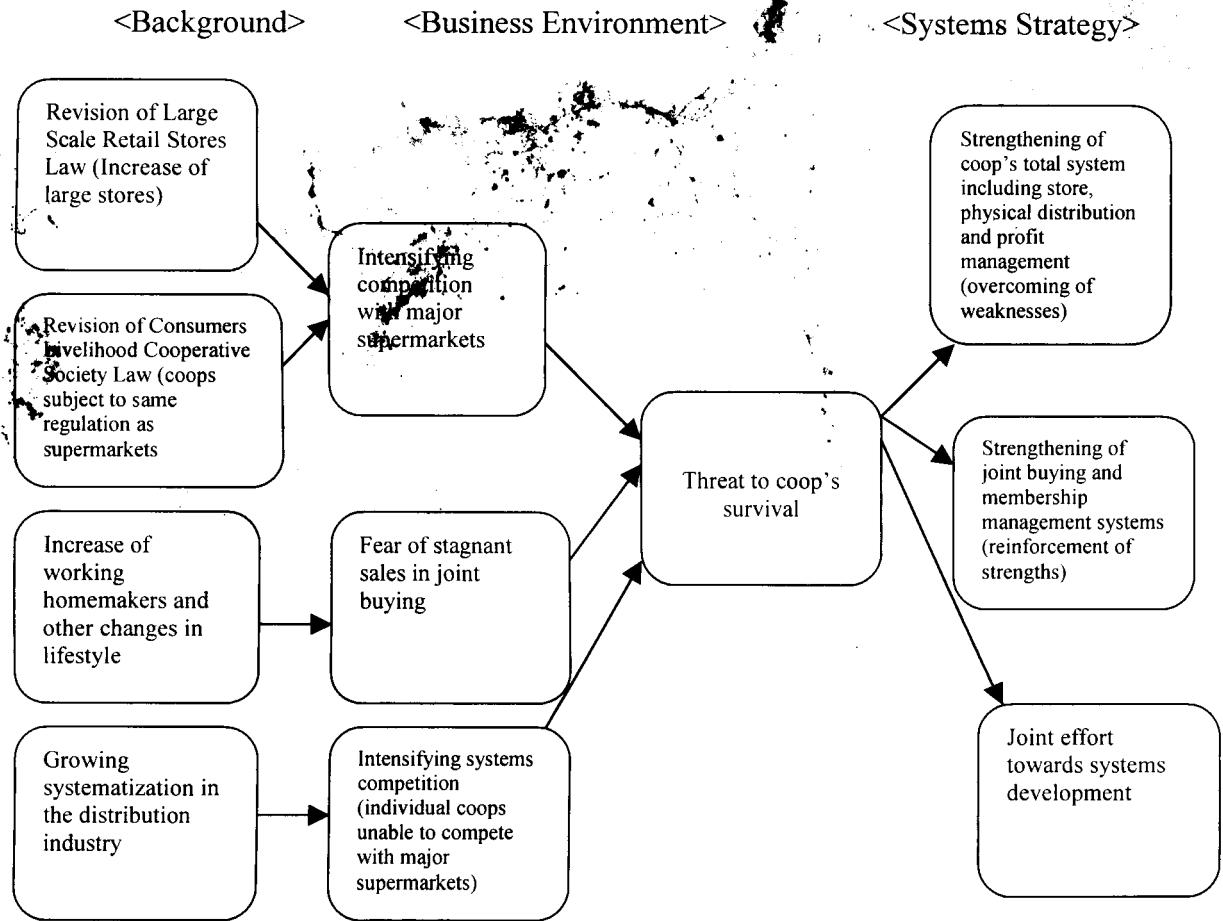 <Background>
<Business Environment>
<Systems Strategy>
Revision of Large
Scale Retail Stores
Law (Increase of
large stores)
Revision of Consumers
Livelihood Cooperative
Society Law (coops
subject to same
regulation as
supermarkets
Increase of
working
homemakers and
other changes in
lifestyle
Growing
systematization in
the distribution
industry
Intensifying
competition
with major
supermarkets
Fear of stagnant
sales in joint
buying
Intensifying systems
competition
(individual coops
unable to compete
with major
supermarkets)
Threat to coop's
survival
Strengthening of
coop's total system
including store,
physical distribution
and profit
management
(overcoming of
weaknesses)
Strengthening of
joint buying and
membership
management systems
(reinforcement of
strengths)
Joint effort
towards systems
development